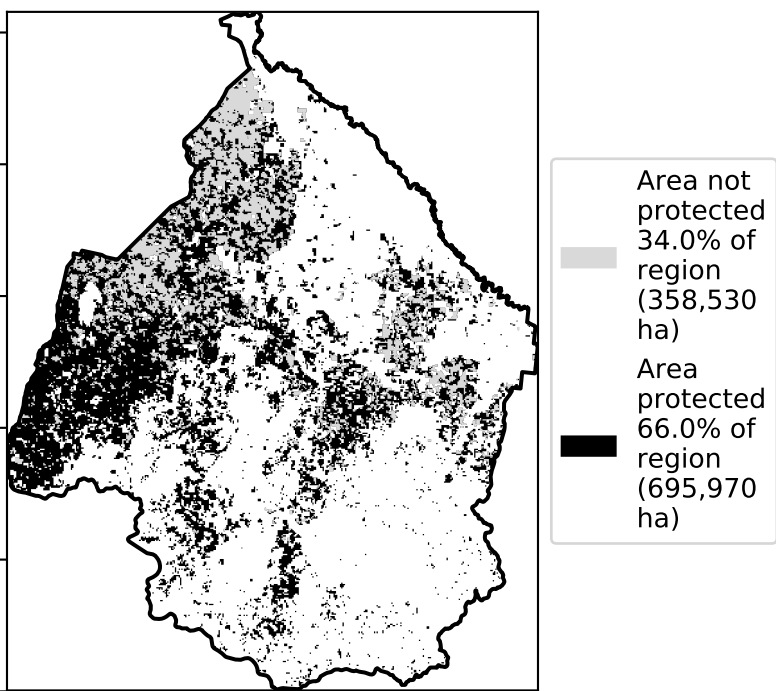 Area not
protected
34.0% of
region
(358,530
ha)
Area
protected
66.0% of
region
(695,970
ha)